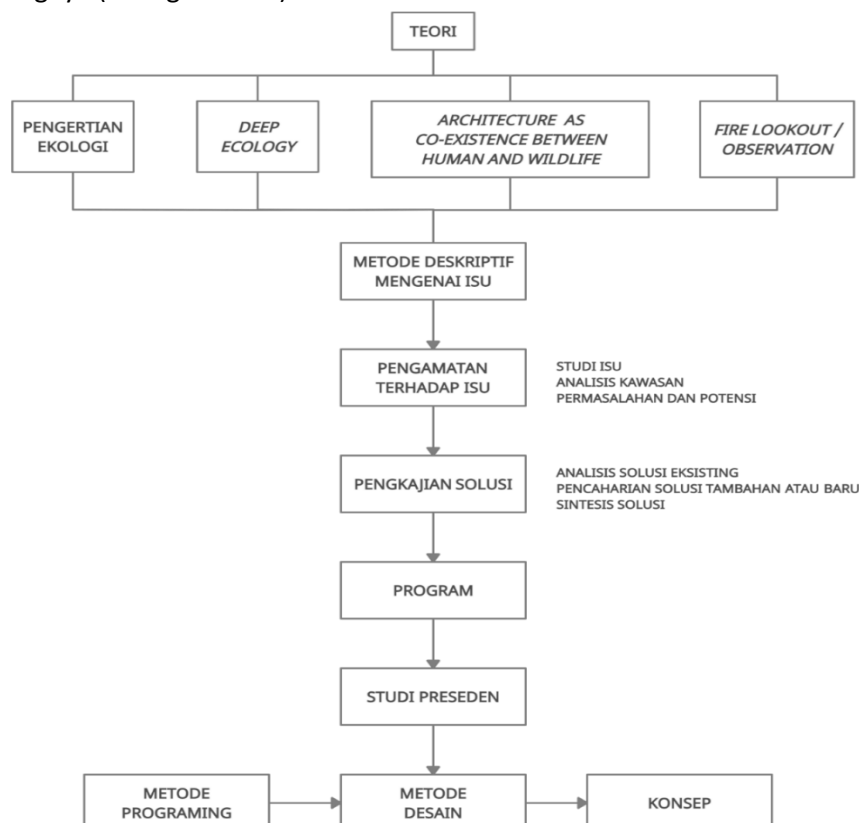 TEORI
PENGERTIAN
EKOLOGI
DEEP
ECOLOGY
ARCHITECTURE AS
CO-EXISTENCE BETWEEN
HUMAN AND WILDLIFE
FIRE LOOKOUT /
OBSERVATION
METODE DESKRIPTIF
MENGENAI ISU
PENGAMATAN
TERHADAP ISU
STUDI ISU
ANALISIS KAWASAN
PERMASALAHAN DAN POTENSI
PENGKAJIAN SOLUSI
ANALISIS SOLUSI EKSISTING
PENCAHARIAN SOLUSI TAMBAHAN ATAU BARU
SINTESIS SOLUSI
PROGRAM
STUDI PRESEDEN
METODE
PROGRAMING
METODE
DESAIN
KONSEP